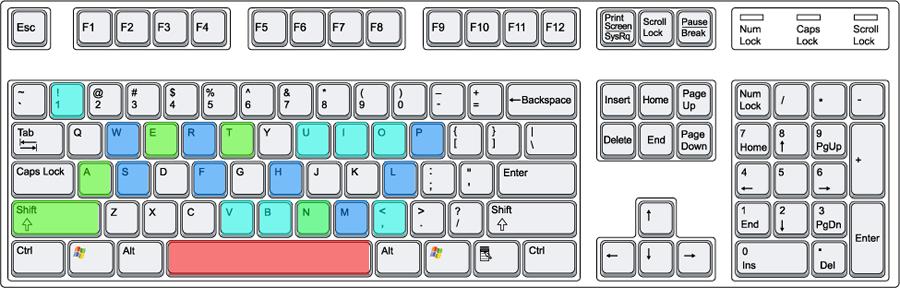 Esc F1 F2 F3 F4 F5 F6 F7 F8 F9 F10 F11 F12 Print Screen SysRq Scroll Lock Pause Break Num Lock Caps Lock Scroll Lock
~ ` ! 1 @ 2 # 3 $ 4 % 5 ^ 6 & 7 * 8 ( 9 ) 0 - - + = ←Backspace Insert Home Page Up Num Lock / * -
Tab Q W E R T Y U I O P { [ } ] | \ Delete End Page Down 7 Home 8 ↑ 9 PgUp +
Caps Lock A S D F G H J K L : ; " ' Enter 4 ← 5 6 →
Shift Z X C V B N M < , > . ? / Shift ↑ 1 End 2 ↓ 3 PgDn Enter
Ctrl Alt Alt Ctrl ← ↓ → 0 Ins • Del